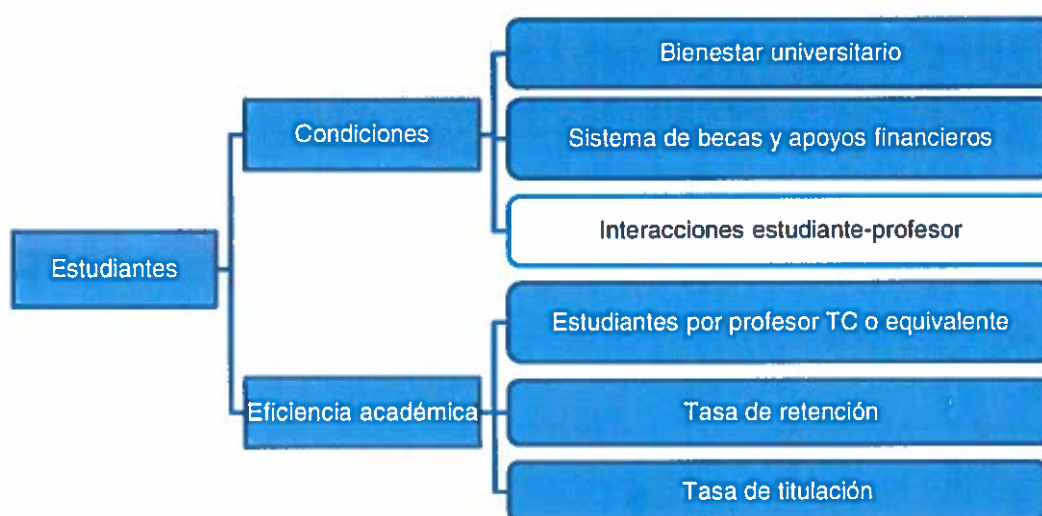 Estudiantes
Condiciones
Bienestar universitario
Sistema de becas y apoyos financieros
Interacciones estudiante-profesor
Eficiencia académica
Estudiantes por profesor TC o equivalente
Tasa de retención
Tasa de titulación